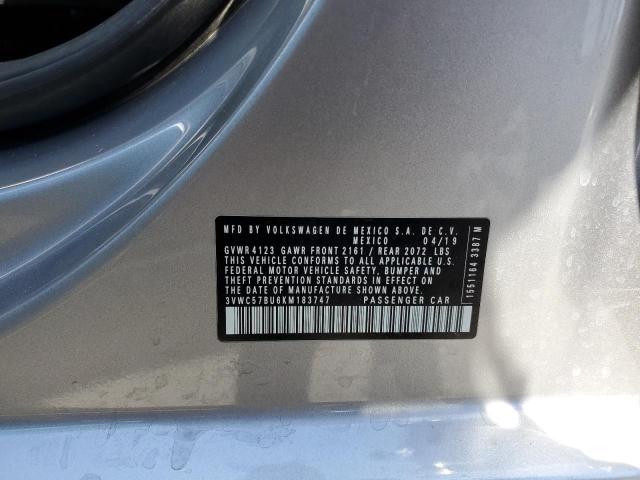 MFD BY VOLKSWAGEN DE MEXICO S.A. DE C.V.
MEXICO 04/19
GVWR 4123 GAWR FRONT 2161 / REAR 2072 LBS
THIS VEHICLE CONFORMS TO ALL APPLICABLE U.S.
FEDERAL MOTOR VEHICLE SAFETY, BUMPER AND
THEFT PREVENTION STANDARDS IN EFFECT ON
THE DATE OF MANUFACTURE SHOWN ABOVE
3VWC57BU6KM183747 PASSENGER CAR
1551164 3387 M